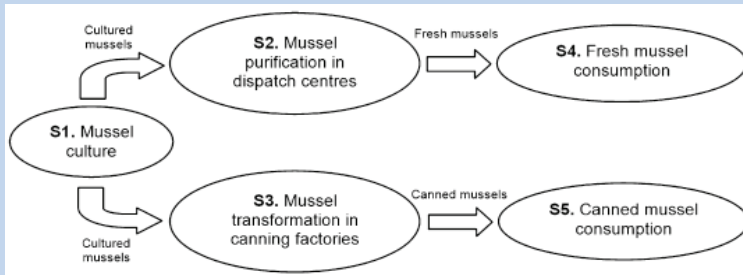 Cultured
mussels
S2. Mussel
purification in
dispatch centres
Fresh mussels
S4. Fresh mussel
consumption
S1. Mussel
culture
S3. Mussel
transformation in
canning factories
Canned mussels
S5. Canned mussel
consumption
Cultured
mussels